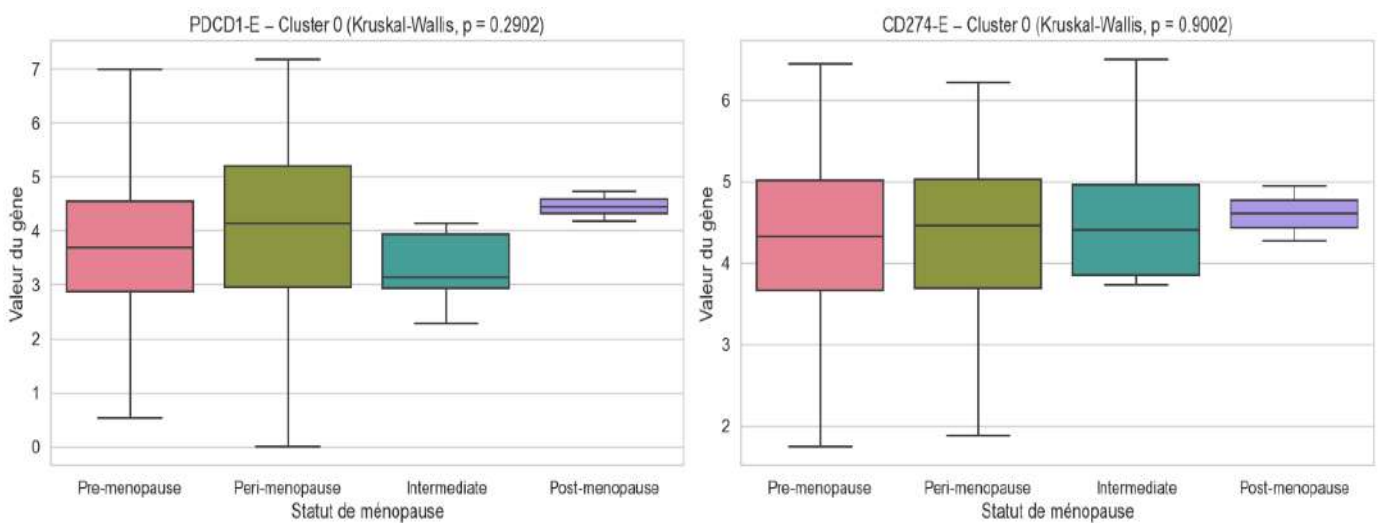 PDCD1-E – Cluster 0 (Kruskal-Wallis, p = 0.2902)
Valeur du gène
7
6
5
4
3
2
1
0
Pre-menopause Peri-menopause Intermediate Post-menopause
Statut de ménopause
CD274-E – Cluster 0 (Kruskal-Wallis, p = 0.9002)
Valeur du gène
6
5
4
3
2
Pre-menopause Peri-menopause Intermediate Post-menopause
Statut de ménopause